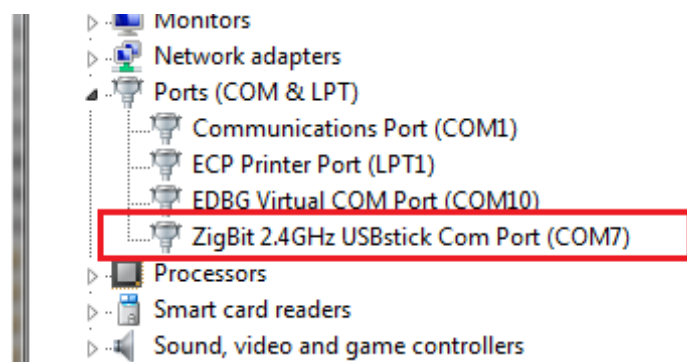 Monitors
Network adapters
Ports (COM & LPT)
Communications Port (COM1)
ECP Printer Port (LPT1)
EDBG Virtual COM Port (COM10)
ZigBit 2.4GHz USBstick Com Port (COM7)
Processors
Smart card readers
Sound, video and game controllers